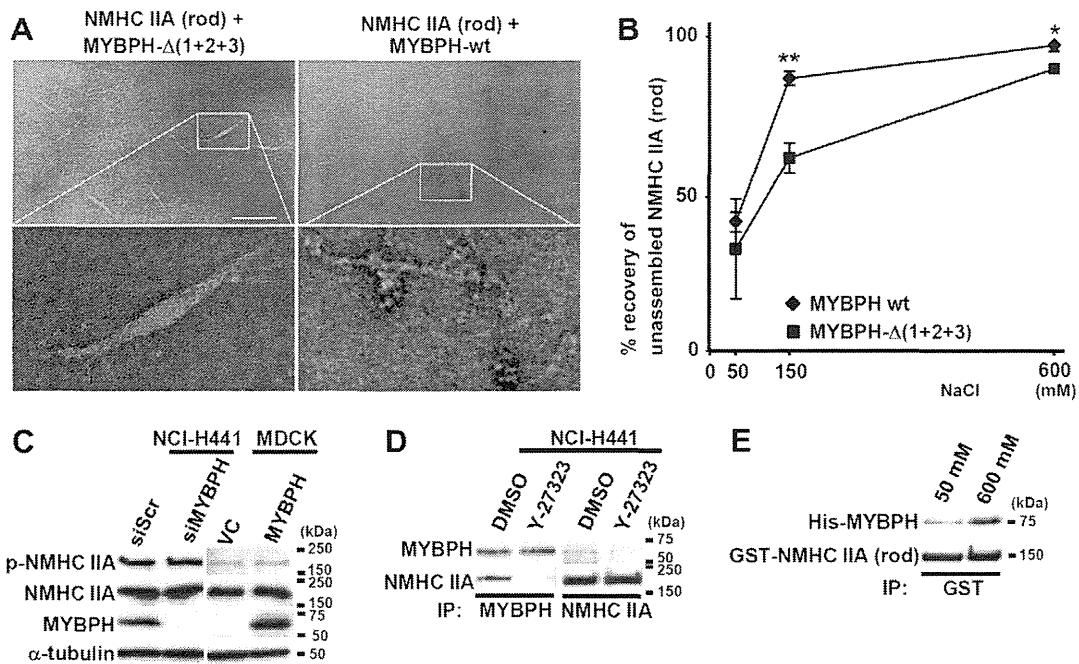 A
NMHC IIA (rod) +
MYBPH-Δ(1+2+3)
NMHC IIA (rod) +
MYBPH-wt
B
% recovery of
unassembled NMHC IIA (rod)
100
50
0
**
*
MYBPH wt
MYBPH-Δ(1+2+3)
0 50 150 600
NaCl (mM)
C
NCI-H441 MDCK
siScr siMYBPH VC MYBPH
(kDa)
p-NMHC IIA
250
150
NMHC IIA
250
150
MYBPH
75
50
α-tubulin
50
D
NCI-H441
DMSO Y-27323 DMSO Y-27323
(kDa)
MYBPH
75
50
NMHC IIA
250
150
IP: MYBPH NMHC IIA
E
50 mM 600 mM
(kDa)
His-MYBPH
75
GST-NMHC IIA (rod)
150
IP: GST